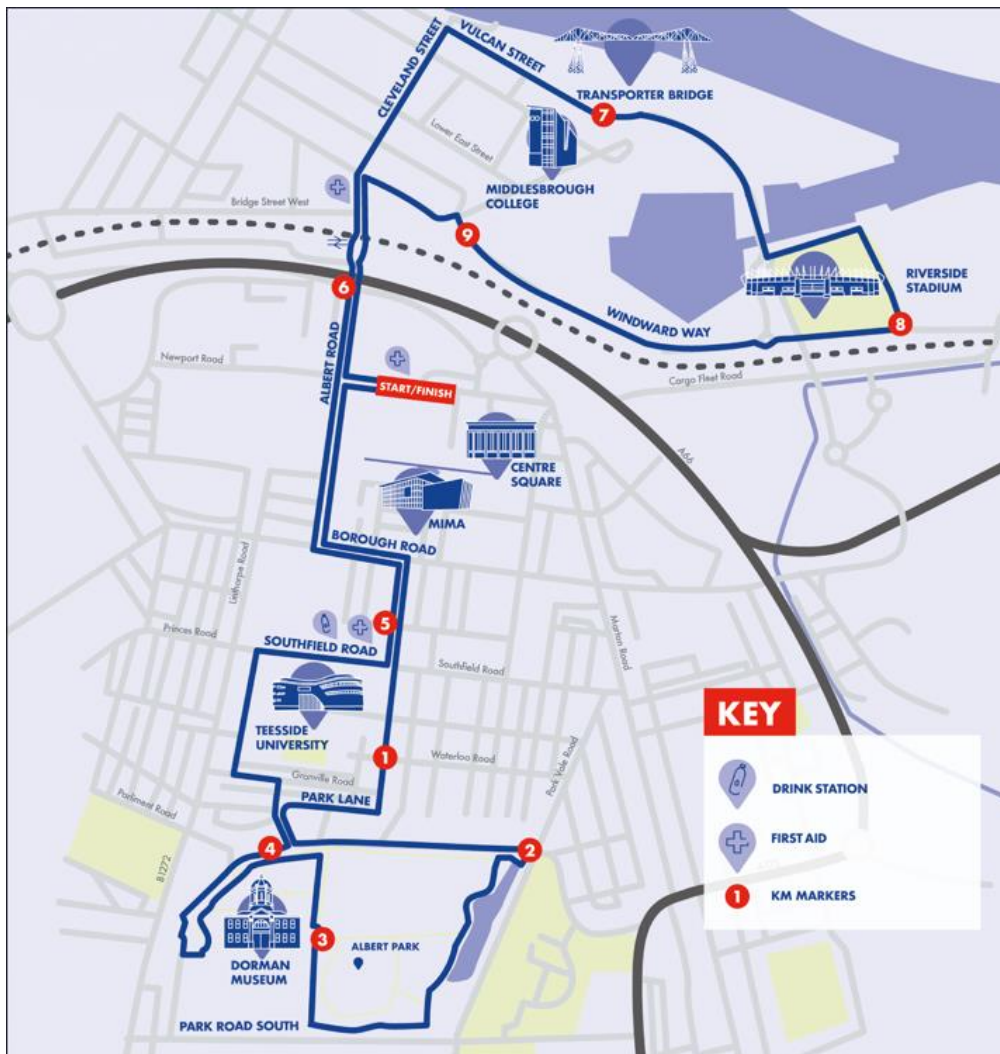 VULCAN STREET
CLEVELAND STREET
TRANSPORTER BRIDGE
7
Lower East Street
MIDDLESBROUGH
COLLEGE
Bridge Street West
9
RIVERSIDE
STADIUM
6
8
WINDWARD WAY
ALBERT ROAD
Newport Road
START/FINISH
Cargo Fleet Road
CENTRE
SQUARE
A66
MIMA
BOROUGH ROAD
Linthorpe Road
5
Princes Road
SOUTHFIELD ROAD
Southfield Road
Marton Road
TEESSIDE
UNIVERSITY
1
Waterloo Road
Granville Road
PARK LANE
Park Vale Road
Parliment Road
4
2
B1272
3
ALBERT PARK
DORMAN
MUSEUM
PARK ROAD SOUTH
KEY
DRINK STATION
FIRST AID
1
KM MARKERS